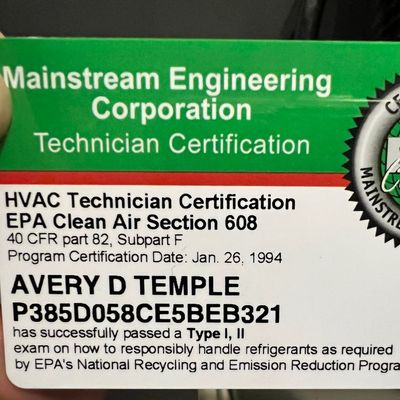 Mainstream Engineering
Corporation
Technician Certification
HVAC Technician Certification
EPA Clean Air Section 608
40 CFR part 82, Subpart F
Program Certification Date: Jan. 26, 1994
AVERY D TEMPLE
P385D058CE5BEB321
has successfully passed a Type I, II
exam on how to responsibly handle refrigerants as required
by EPA's National Recycling and Emission Reduction Progra